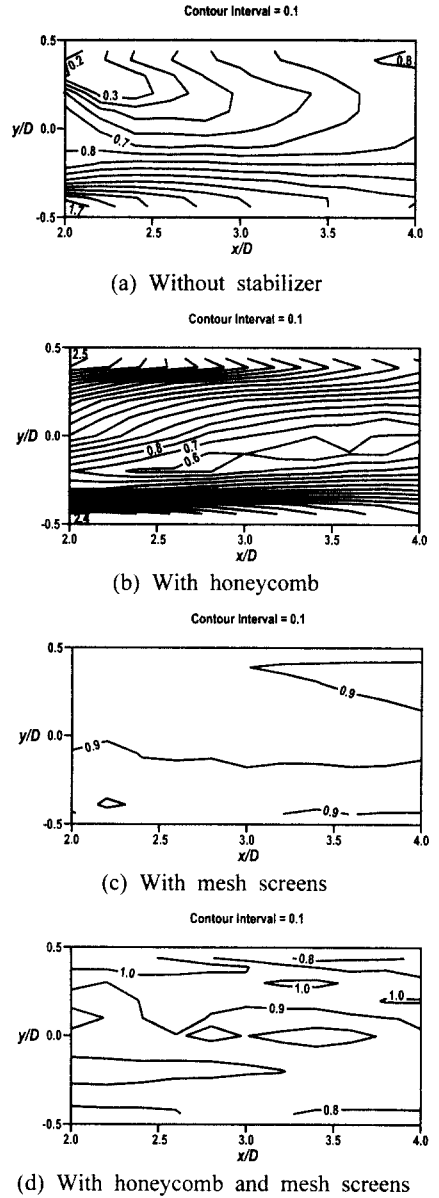 Contour Interval = 0.1
0.5
0.2
0.8
0.3
y/D
0.0
0.7
0.8
1.7
-0.5
2.0 2.5 3.0 3.5 4.0
x/D
(a) Without stabilizer
Contour Interval = 0.1
0.5
2.5
y/D
0.0
0.8
0.7
0.6
2.4
-0.5
2.0 2.5 3.0 3.5 4.0
x/D
(b) With honeycomb
Contour Interval = 0.1
0.5
0.9
y/D
0.0
0.9
0.9
-0.5
2.0 2.5 3.0 3.5 4.0
x/D
(c) With mesh screens
Contour Interval = 0.1
0.5
0.8
1.0
1.0
1.0
0.9
y/D
0.0
0.8
-0.5
2.0 2.5 3.0 3.5 4.0
x/D
(d) With honeycomb and mesh screens